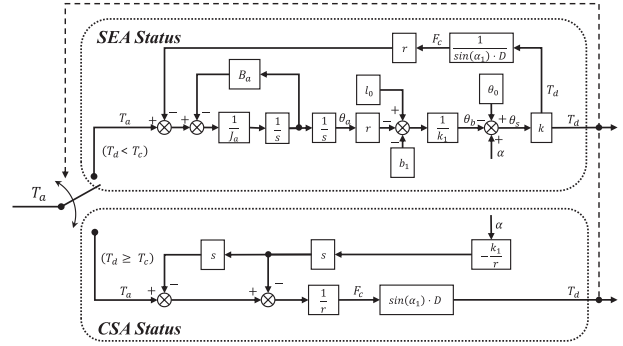 SEA Status
r
F_c
1
sin(α_1) · D
T_d
B_a
l_0
θ_0
T_a + − + −
1
J_a
1
s
1
s
θ_a
r
− + −
1
k_1
θ_b − + + θ_s
k
T_d
(T_d < T_c)
b_1
α
T_a
α
(T_d ≥ T_c)
s
s
− k_1
r
− −
T_a + +
1
r
F_c
sin(α_1) · D
T_d
CSA Status